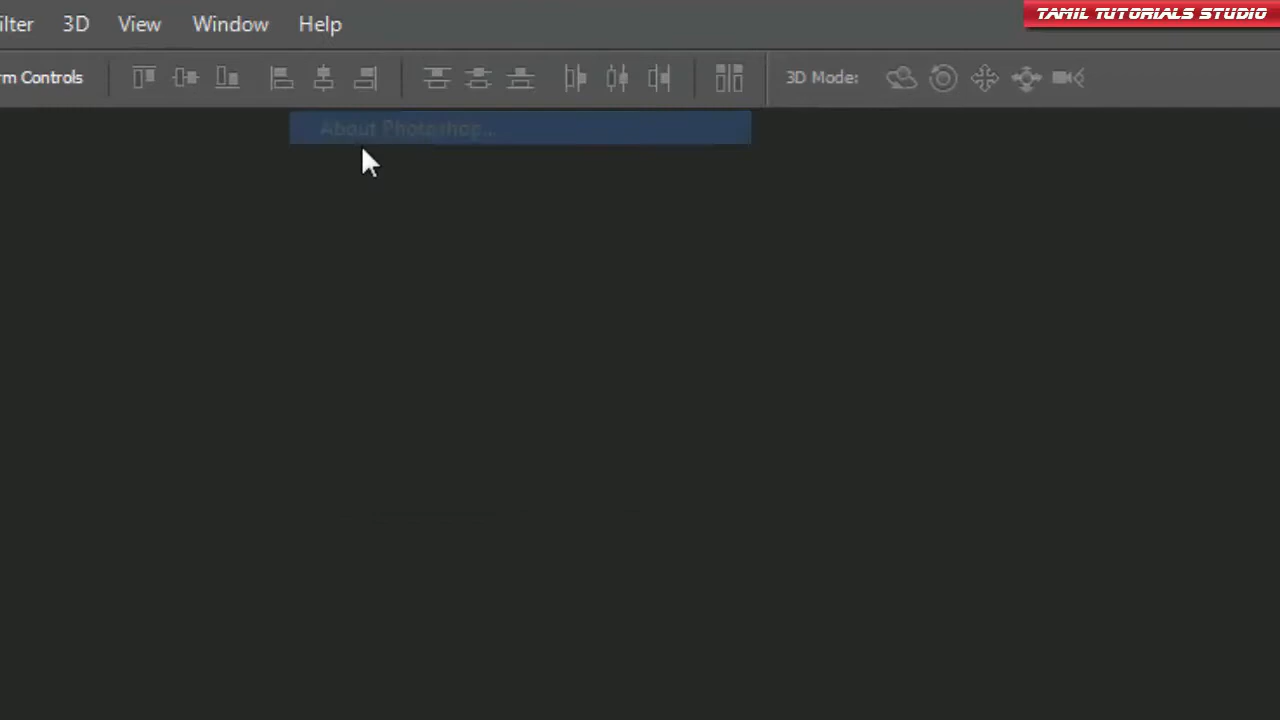 TAMIL TUTORIALS STUDIO
ilter 3D View Window Help
rm Controls 3D Mode:
About Photoshop...